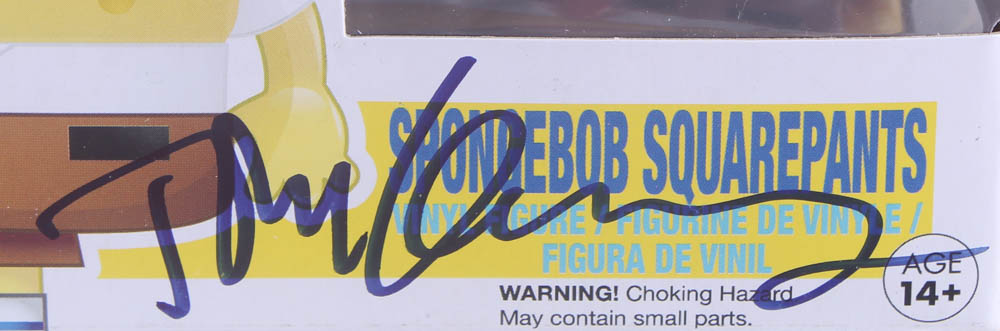 SPONGEBOB SQUAREPANTS
VINYL FIGURE / FIGURINE DE VINYLE /
FIGURA DE VINIL
WARNING! Choking Hazard
May contain small parts.
AGE
14+